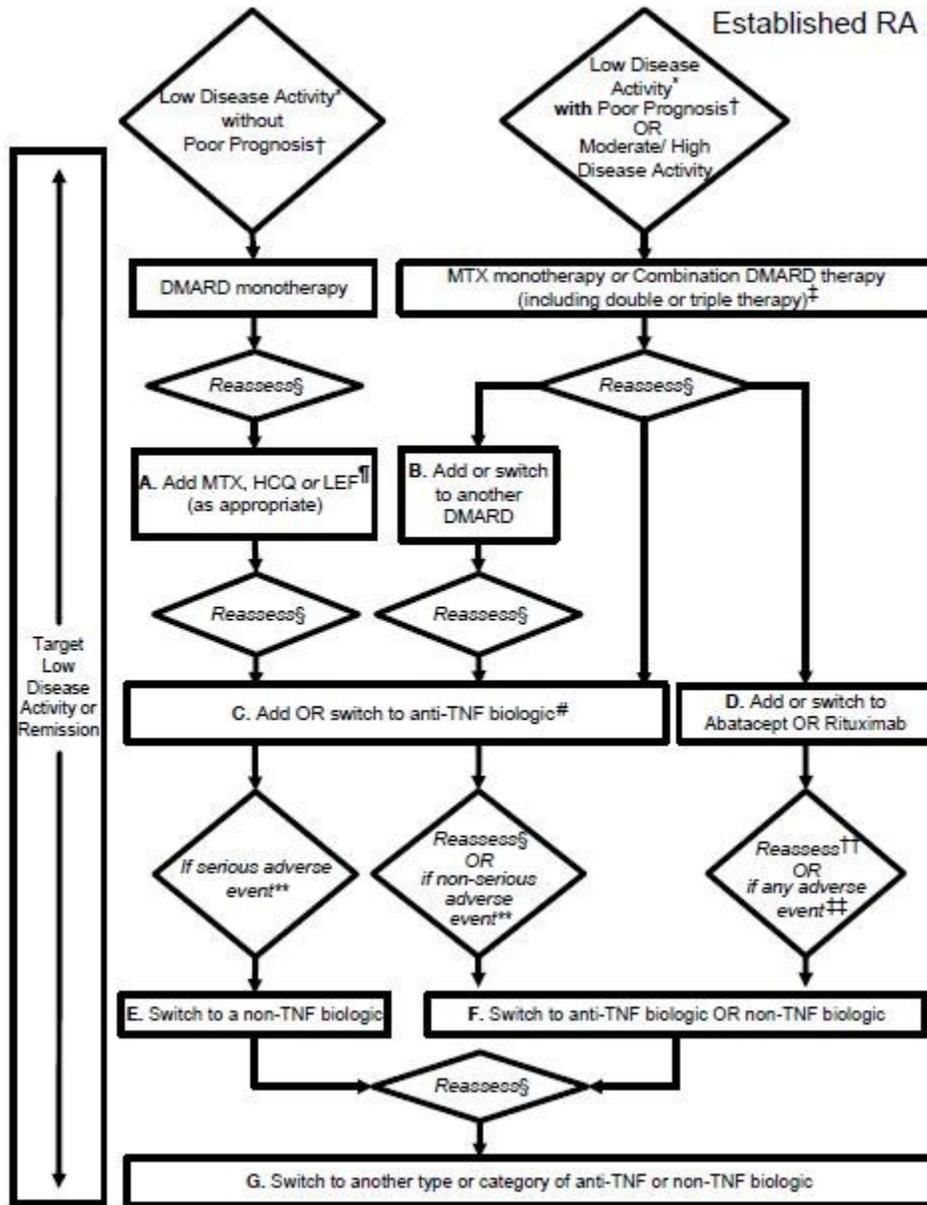 Established RA
Low Disease Activity*
without
Poor Prognosis†
Low Disease
Activity*
with Poor Prognosis†
OR
Moderate/ High
Disease Activity
DMARD monotherapy
MTX monotherapy or Combination DMARD therapy
(including double or triple therapy)‡
Reassess§
Reassess§
A. Add MTX, HCQ or LEF¶
(as appropriate)
B. Add or switch
to another
DMARD
Reassess§
Reassess§
Target
Low
Disease
Activity or
Remission
C. Add OR switch to anti-TNF biologic#
D. Add or switch to
Abatacept OR Rituximab
If serious adverse
event**
Reassess§
OR
if non-serious
adverse
event**
Reassess††
OR
if any adverse
event‡‡
E. Switch to a non-TNF biologic
F. Switch to anti-TNF biologic OR non-TNF biologic
Reassess§
G. Switch to another type or category of anti-TNF or non-TNF biologic